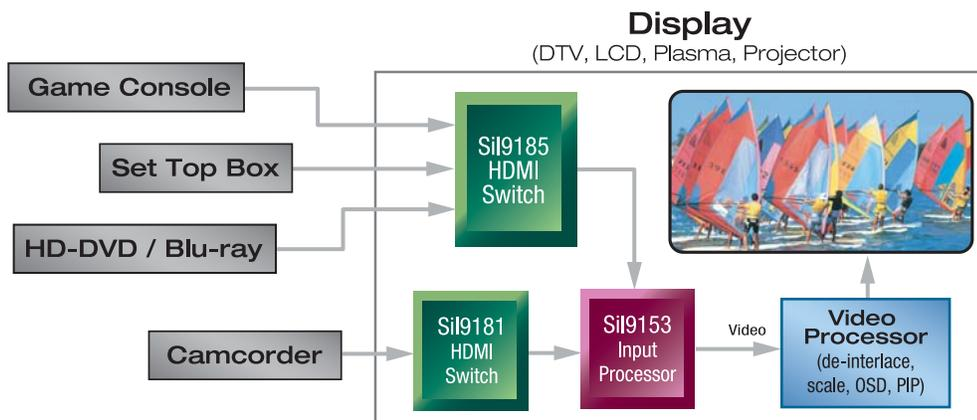 Display
(DTV, LCD, Plasma, Projector)
Game Console
Set Top Box
HD-DVD / Blu-ray
Camcorder
SiI9185
HDMI
Switch
SiI9181
HDMI
Switch
SiI9153
Input
Processor
Video
Video
Processor
(de-interlace,
scale, OSD, PIP)